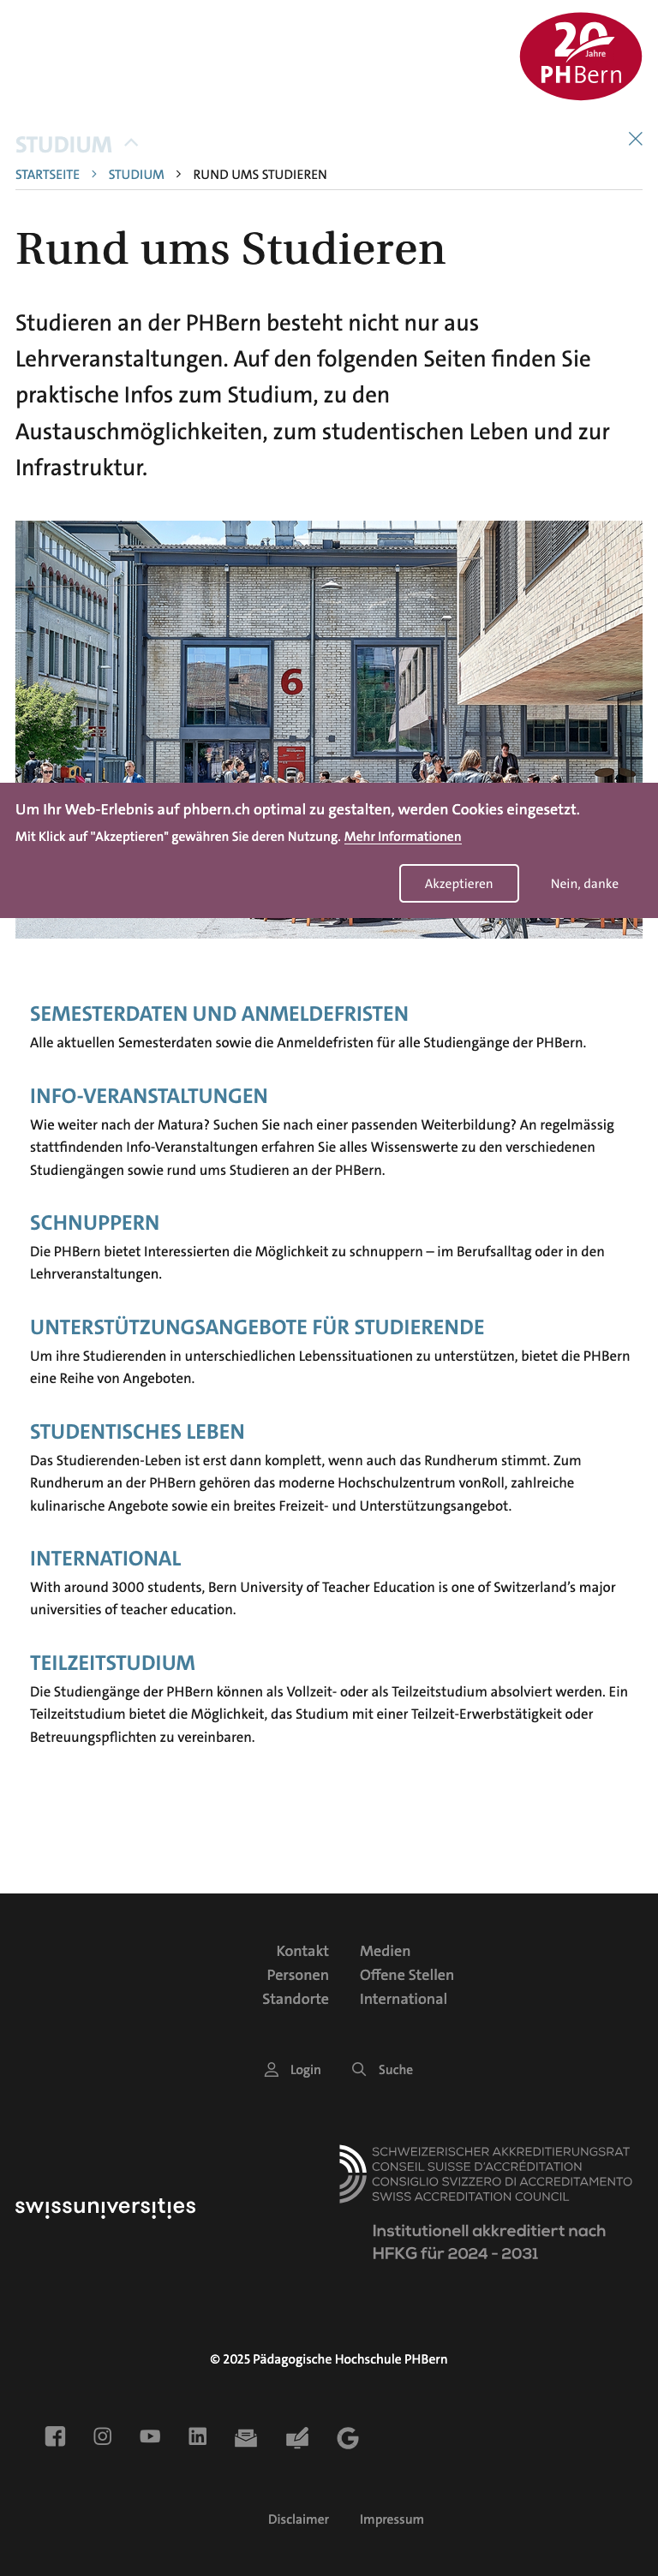 20
Jahre
PHBern
STUDIUM
STARTSEITE
STUDIUM
RUND UMS STUDIEREN
Rund ums Studieren
Studieren an der PHBern besteht nicht nur aus
Lehrveranstaltungen. Auf den folgenden Seiten finden Sie
praktische Infos zum Studium, zu den
Austauschmöglichkeiten, zum studentischen Leben und zur
Infrastruktur.
6
Um Ihr Web-Erlebnis auf phbern.ch optimal zu gestalten, werden Cookies eingesetzt.
Mit Klick auf "Akzeptieren" gewähren Sie deren Nutzung. Mehr Informationen
Akzeptieren
Nein, danke
SEMESTERDATEN UND ANMELDEFRISTEN
Alle aktuellen Semesterdaten sowie die Anmeldefristen für alle Studiengänge der PHBern.
INFO-VERANSTALTUNGEN
Wie weiter nach der Matura? Suchen Sie nach einer passenden Weiterbildung? An regelmässig
stattfindenden Info-Veranstaltungen erfahren Sie alles Wissenswerte zu den verschiedenen
Studiengängen sowie rund ums Studieren an der PHBern.
SCHNUPPERN
Die PHBern bietet Interessierten die Möglichkeit zu schnuppern – im Berufsalltag oder in den
Lehrveranstaltungen.
UNTERSTÜTZUNGSANGEBOTE FÜR STUDIERENDE
Um ihre Studierenden in unterschiedlichen Lebenssituationen zu unterstützen, bietet die PHBern
eine Reihe von Angeboten.
STUDENTISCHES LEBEN
Das Studierenden-Leben ist erst dann komplett, wenn auch das Rundherum stimmt. Zum
Rundherum an der PHBern gehören das moderne Hochschulzentrum vonRoll, zahlreiche
kulinarische Angebote sowie ein breites Freizeit- und Unterstützungsangebot.
INTERNATIONAL
With around 3000 students, Bern University of Teacher Education is one of Switzerland’s major
universities of teacher education.
TEILZEITSTUDIUM
Die Studiengänge der PHBern können als Vollzeit- oder als Teilzeitstudium absolviert werden. Ein
Teilzeitstudium bietet die Möglichkeit, das Studium mit einer Teilzeit-Erwerbstätigkeit oder
Betreuungspflichten zu vereinbaren.
Kontakt
Personen
Standorte
Medien
Offene Stellen
International
Login
Suche
swissuniversities
SCHWEIZERISCHER AKKREDITIERUNGSRAT
CONSEIL SUISSE D’ACCRÉDITATION
CONSIGLIO SVIZZERO DI ACCREDITAMENTO
SWISS ACCREDITATION COUNCIL
Institutionell akkreditiert nach
HFKG für 2024 - 2031
© 2025 Pädagogische Hochschule PHBern
Disclaimer
Impressum